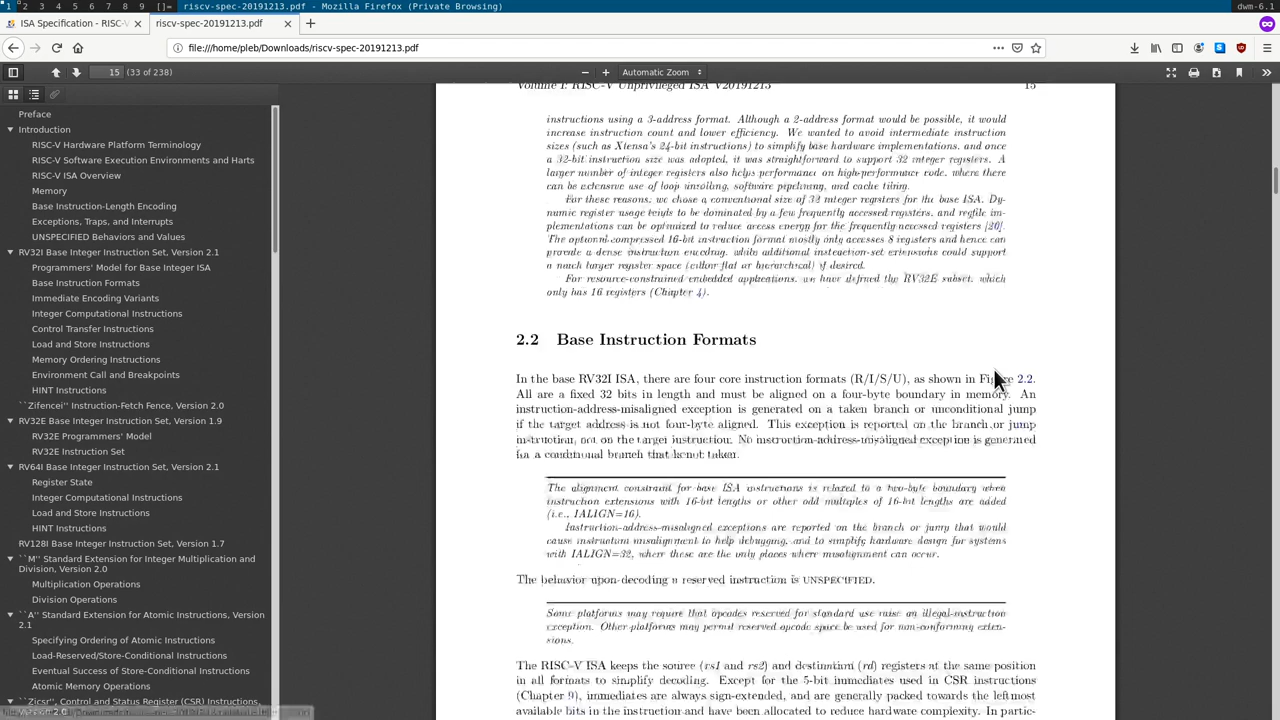 1 2 3 4 5 6 7 8 9 []= riscv-spec-20191213.pdf - Mozilla Firefox (Private Browsing) dwm-6.1
ISA Specification - RISC-V
riscv-spec-20191213.pdf
file:///home/pleb/Downloads/riscv-spec-20191213.pdf
15 (33 of 238)
Automatic Zoom
Preface
Introduction
RISC-V Hardware Platform Terminology
RISC-V Software Execution Environments and Harts
RISC-V ISA Overview
Memory
Base Instruction-Length Encoding
Exceptions, Traps, and Interrupts
UNSPECIFIED Behaviors and Values
RV32I Base Integer Instruction Set, Version 2.1
Programmers' Model for Base Integer ISA
Base Instruction Formats
Immediate Encoding Variants
Integer Computational Instructions
Control Transfer Instructions
Load and Store Instructions
Memory Ordering Instructions
Environment Call and Breakpoints
HINT Instructions
``Zifencei'' Instruction-Fetch Fence, Version 2.0
RV32E Base Integer Instruction Set, Version 1.9
RV32E Programmers' Model
RV32E Instruction Set
RV64I Base Integer Instruction Set, Version 2.1
Register State
Integer Computational Instructions
Load and Store Instructions
HINT Instructions
RV128I Base Integer Instruction Set, Version 1.7
``M'' Standard Extension for Integer Multiplication and
Division, Version 2.0
Multiplication Operations
Division Operations
``A'' Standard Extension for Atomic Instructions, Version
2.1
Specifying Ordering of Atomic Instructions
Load-Reserved/Store-Conditional Instructions
Eventual Success of Store-Conditional Instructions
Atomic Memory Operations
``Zicsr'', Control and Status Register (CSR) Instructions,
Version 2.0
Volume I: RISC-V Unprivileged ISA V20191213 15
instructions using a 3-address format. Although a 2-address format would be possible, it would
increase instruction count and lower efficiency. We wanted to avoid intermediate instruction
sizes (such as Xtensa's 24-bit instructions) to simplify base hardware implementations, and once
a 32-bit instruction size was adopted, it was straightforward to support 32 integer registers. A
larger number of integer registers also helps performance on high-performance code, where there
can be extensive use of loop unrolling, software pipelining, and cache tiling.
For these reasons, we chose a conventional size of 32 integer registers for the base ISA. Dy-
namic register usage tends to be dominated by a few frequently accessed registers, and regfile im-
plementations can be optimized to reduce access energy for the frequently accessed registers [20].
The optional compressed 16-bit instruction format mostly only accesses 8 registers and hence can
provide a dense instruction encoding, while additional instruction-set extensions could support
a much larger register space (either flat or hierarchical) if desired.
For resource-constrained embedded applications, we have defined the RV32E subset, which
only has 16 registers (Chapter 4).
2.2 Base Instruction Formats
In the base RV32I ISA, there are four core instruction formats (R/I/S/U), as shown in Figure 2.2.
All are a fixed 32 bits in length and must be aligned on a four-byte boundary in memory. An
instruction-address-misaligned exception is generated on a taken branch or unconditional jump
if the target address is not four-byte aligned. This exception is reported on the branch or jump
instruction, not on the target instruction. No instruction-address-misaligned exception is generated
for a conditional branch that is not taken.
The alignment constraint for base ISA instructions is relaxed to a two-byte boundary when
instruction extensions with 16-bit lengths or other odd multiples of 16-bit lengths are added
(i.e., IALIGN=16).
Instruction-address-misaligned exceptions are reported on the branch or jump that would
cause instruction misalignment to help debugging, and to simplify hardware design for systems
with IALIGN=32, where these are the only places where misalignment can occur.
The behavior upon decoding a reserved instruction is UNSPECIFIED.
Some platforms may require that opcodes reserved for standard use raise an illegal-instruction
exception. Other platforms may permit reserved opcode space be used for non-conforming exten-
sions.
The RISC-V ISA keeps the source (rs1 and rs2) and destination (rd) registers at the same position
in all formats to simplify decoding. Except for the 5-bit immediates used in CSR instructions
(Chapter 9), immediates are always sign-extended, and are generally packed towards the leftmost
available bits in the instruction and have been allocated to reduce hardware complexity. In partic-